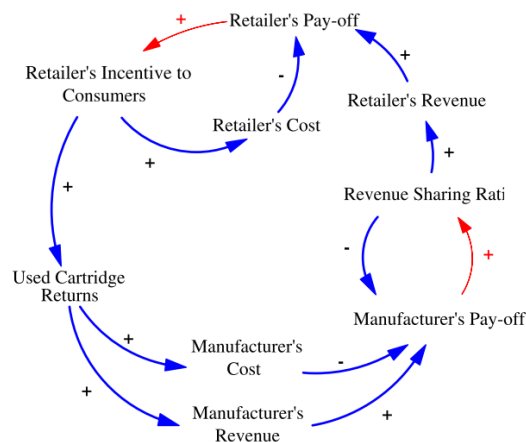 Retailer's Pay-off
+
+
Retailer's Incentive to
Consumers
-
Retailer's Revenue
Retailer's Cost
+
+
+
Revenue Sharing Rati
-
+
Used Cartridge
Returns
Manufacturer's Pay-off
+
Manufacturer's
Cost
-
+
Manufacturer's
Revenue
+